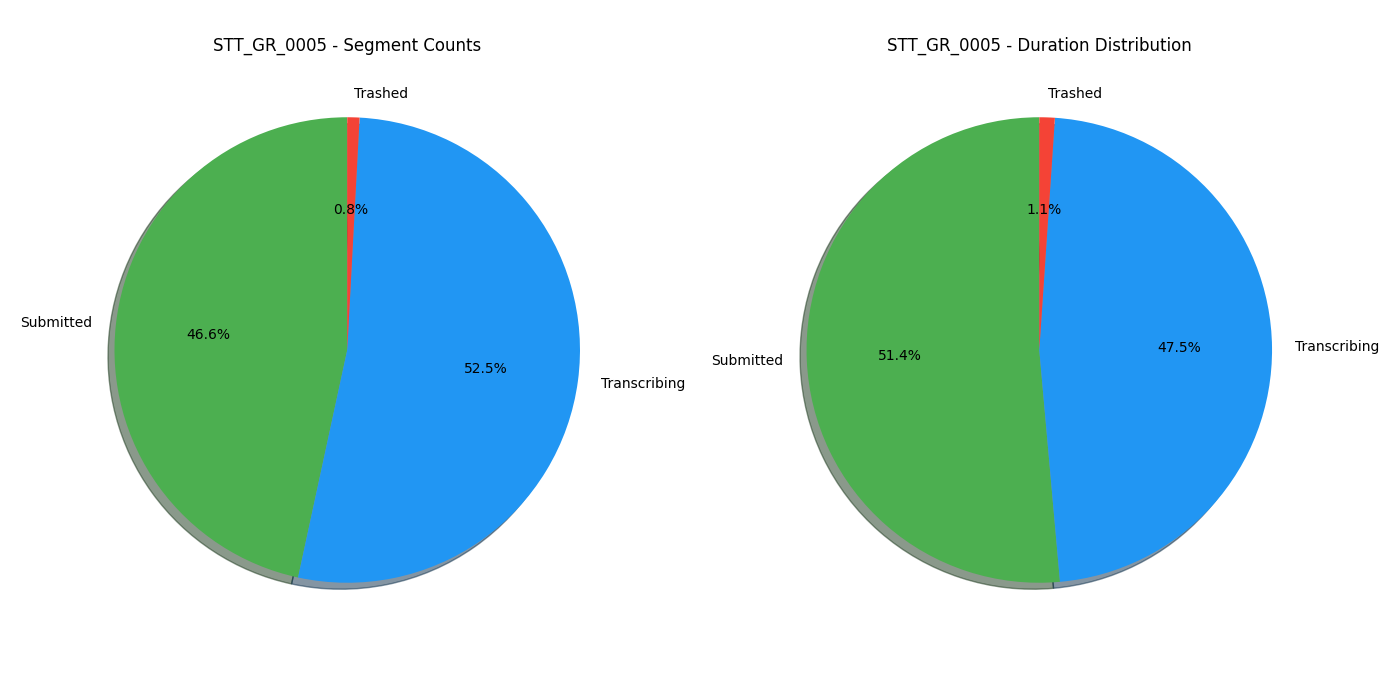 STT_GR_0005 - Segment Counts
Trashed
0.8%
Submitted
46.6%
52.5%
Transcribing
STT_GR_0005 - Duration Distribution
Trashed
1.1%
Submitted
51.4%
47.5%
Transcribing